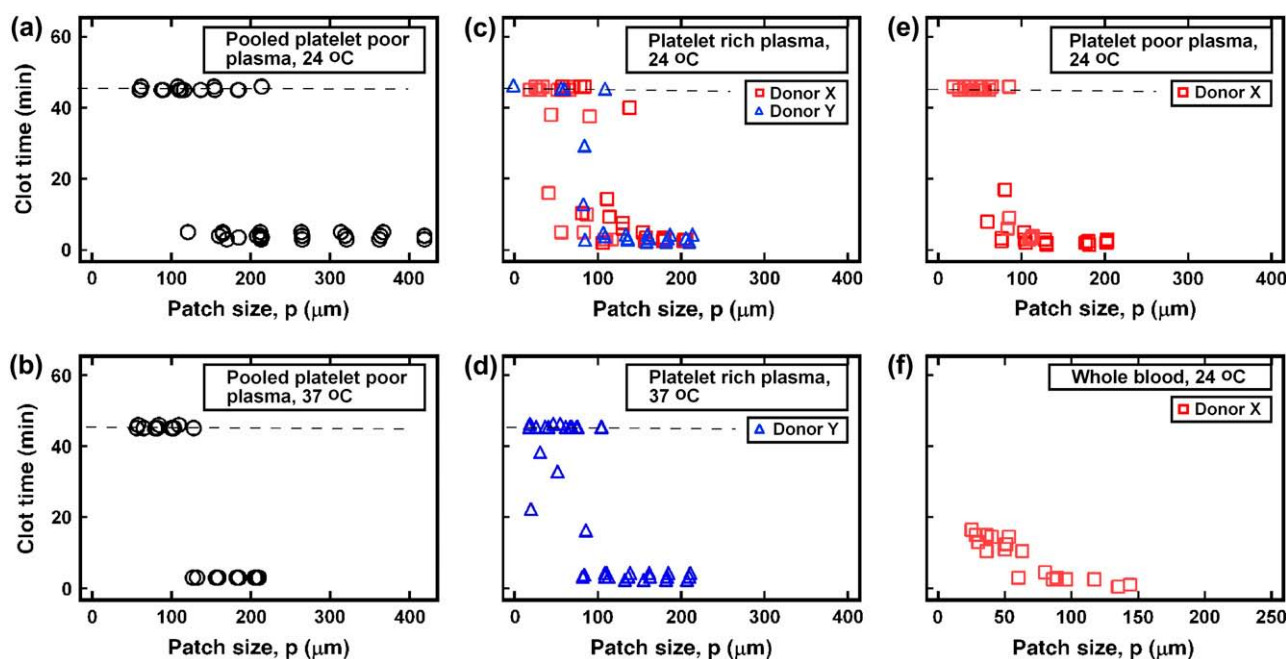 (a)
Pooled platelet poor
plasma, 24 ºC
60
40
20
0
Clot time (min)
0 100 200 300 400
Patch size, p (μm)
(c)
Platelet rich plasma,
24 ºC
Donor X
Donor Y
0 100 200 300 400
Patch size, p (μm)
(e)
Platelet poor plasma,
24 ºC
Donor X
0 100 200 300 400
Patch size, p (μm)
(b)
Pooled platelet poor
plasma, 37 ºC
60
40
20
0
Clot time (min)
0 100 200 300 400
Patch size, p (μm)
(d)
Platelet rich plasma,
37 ºC
Donor Y
0 100 200 300 400
Patch size, p (μm)
(f)
Whole blood, 24 ºC
Donor X
0 50 100 150 200 250
Patch size, p (μm)